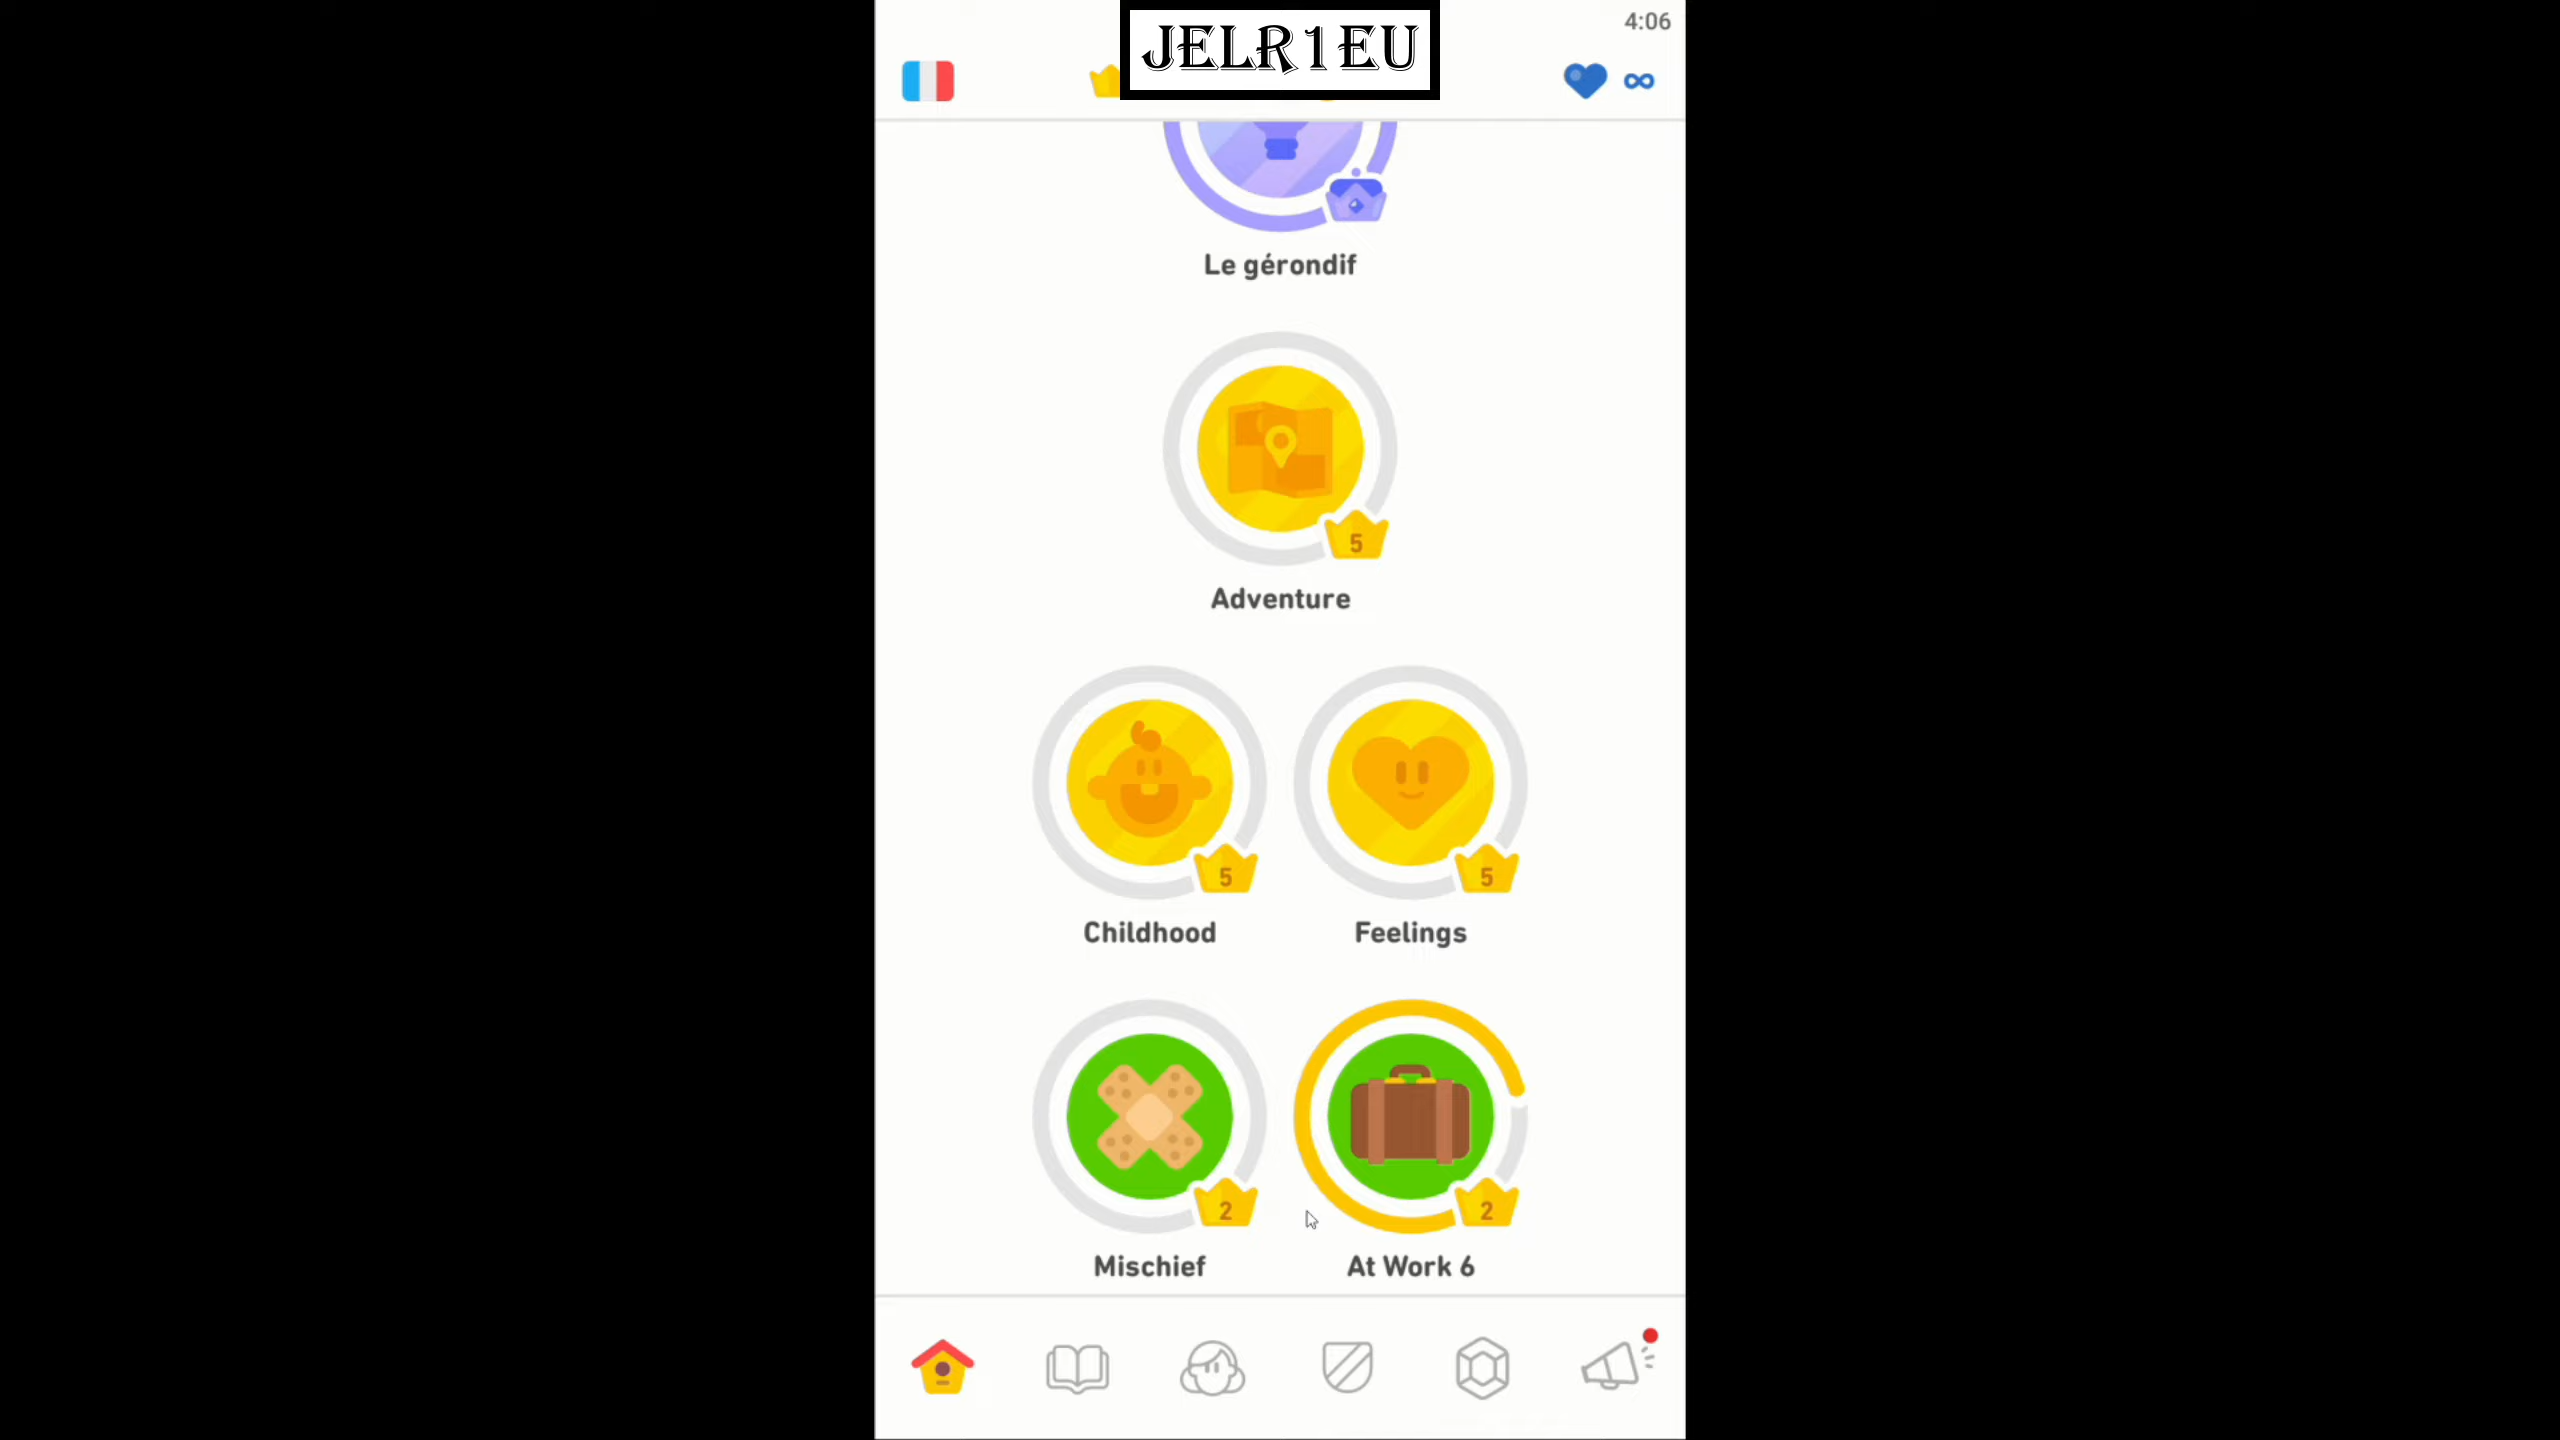 4:06
JELR1EU
Le gérondif
5
Adventure
5
5
Childhood
Feelings
2
2
Mischief
At Work 6